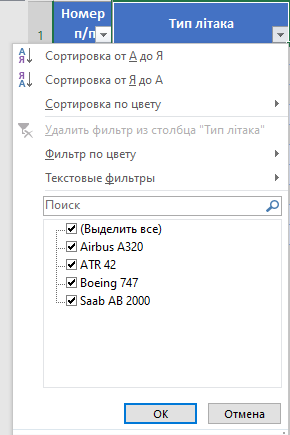 Номер
п/п
Тип літака
1
Сортировка от А до Я
Сортировка от Я до А
Сортировка по цвету
Удалить фильтр из столбца "Тип літака"
Фильтр по цвету
Текстовые фильтры
Поиск
(Выделить все)
Airbus A320
ATR 42
Boeing 747
Saab AB 2000
ОК
Отмена